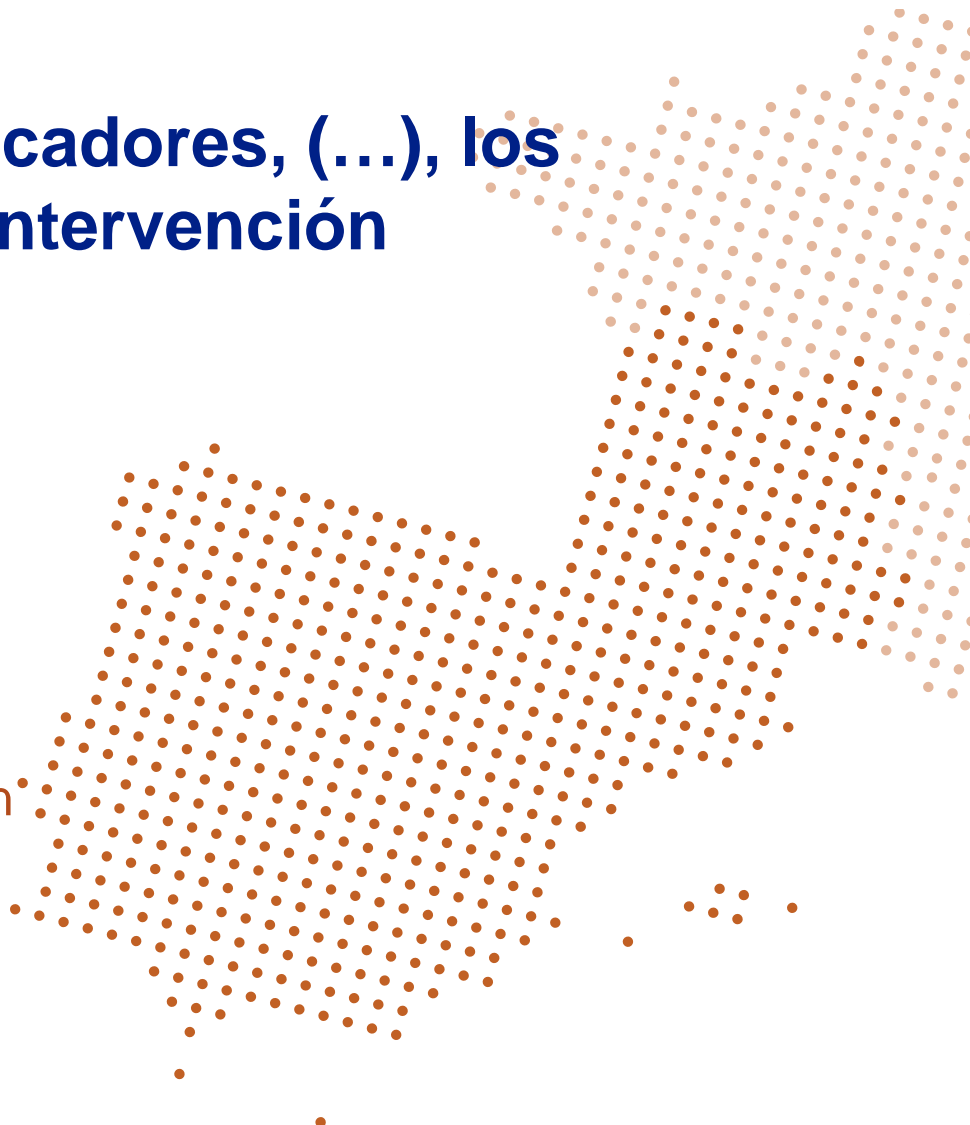 cadores, (…), los
ntervención
n